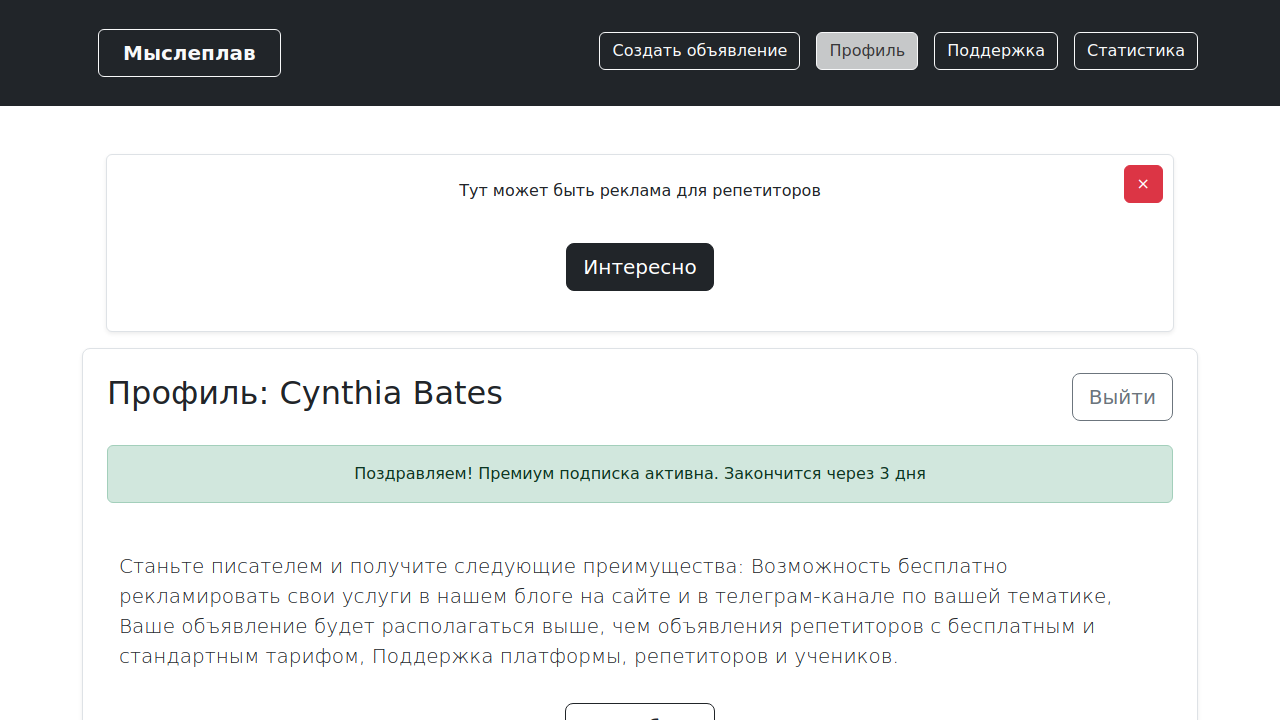 Мыслеплав
Создать объявление
Профиль
Поддержка
Статистика
Тут может быть реклама для репетиторов
×
Интересно
Профиль: Cynthia Bates
Выйти
Поздравляем! Премиум подписка активна. Закончится через 3 дня
Станьте писателем и получите следующие преимущества: Возможность бесплатно
рекламировать свои услуги в нашем блоге на сайте и в телеграм-канале по вашей тематике,
Ваше объявление будет располагаться выше, чем объявления репетиторов с бесплатным и
стандартным тарифом, Поддержка платформы, репетиторов и учеников.